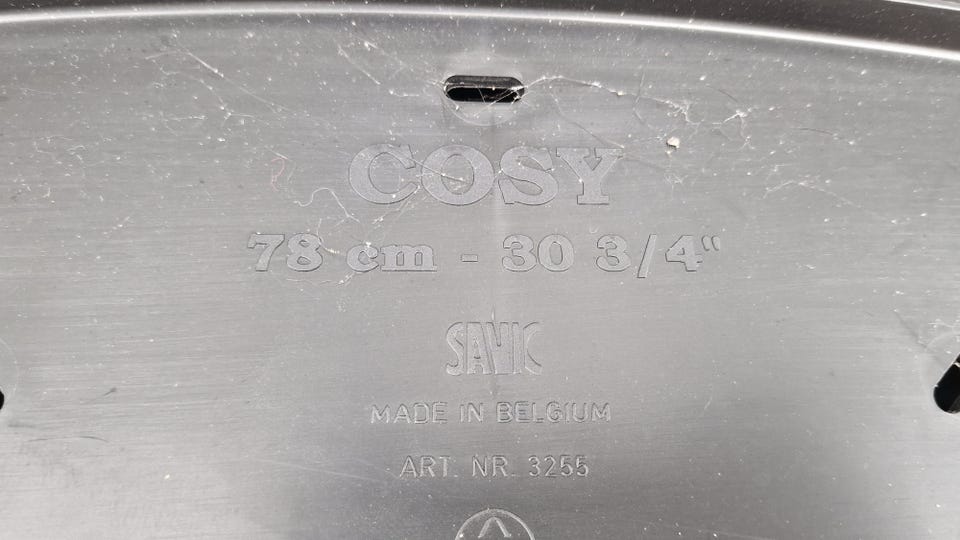 COSY
78 cm - 30 3/4"
SAVIC
MADE IN BELGIUM
ART. NR. 3255